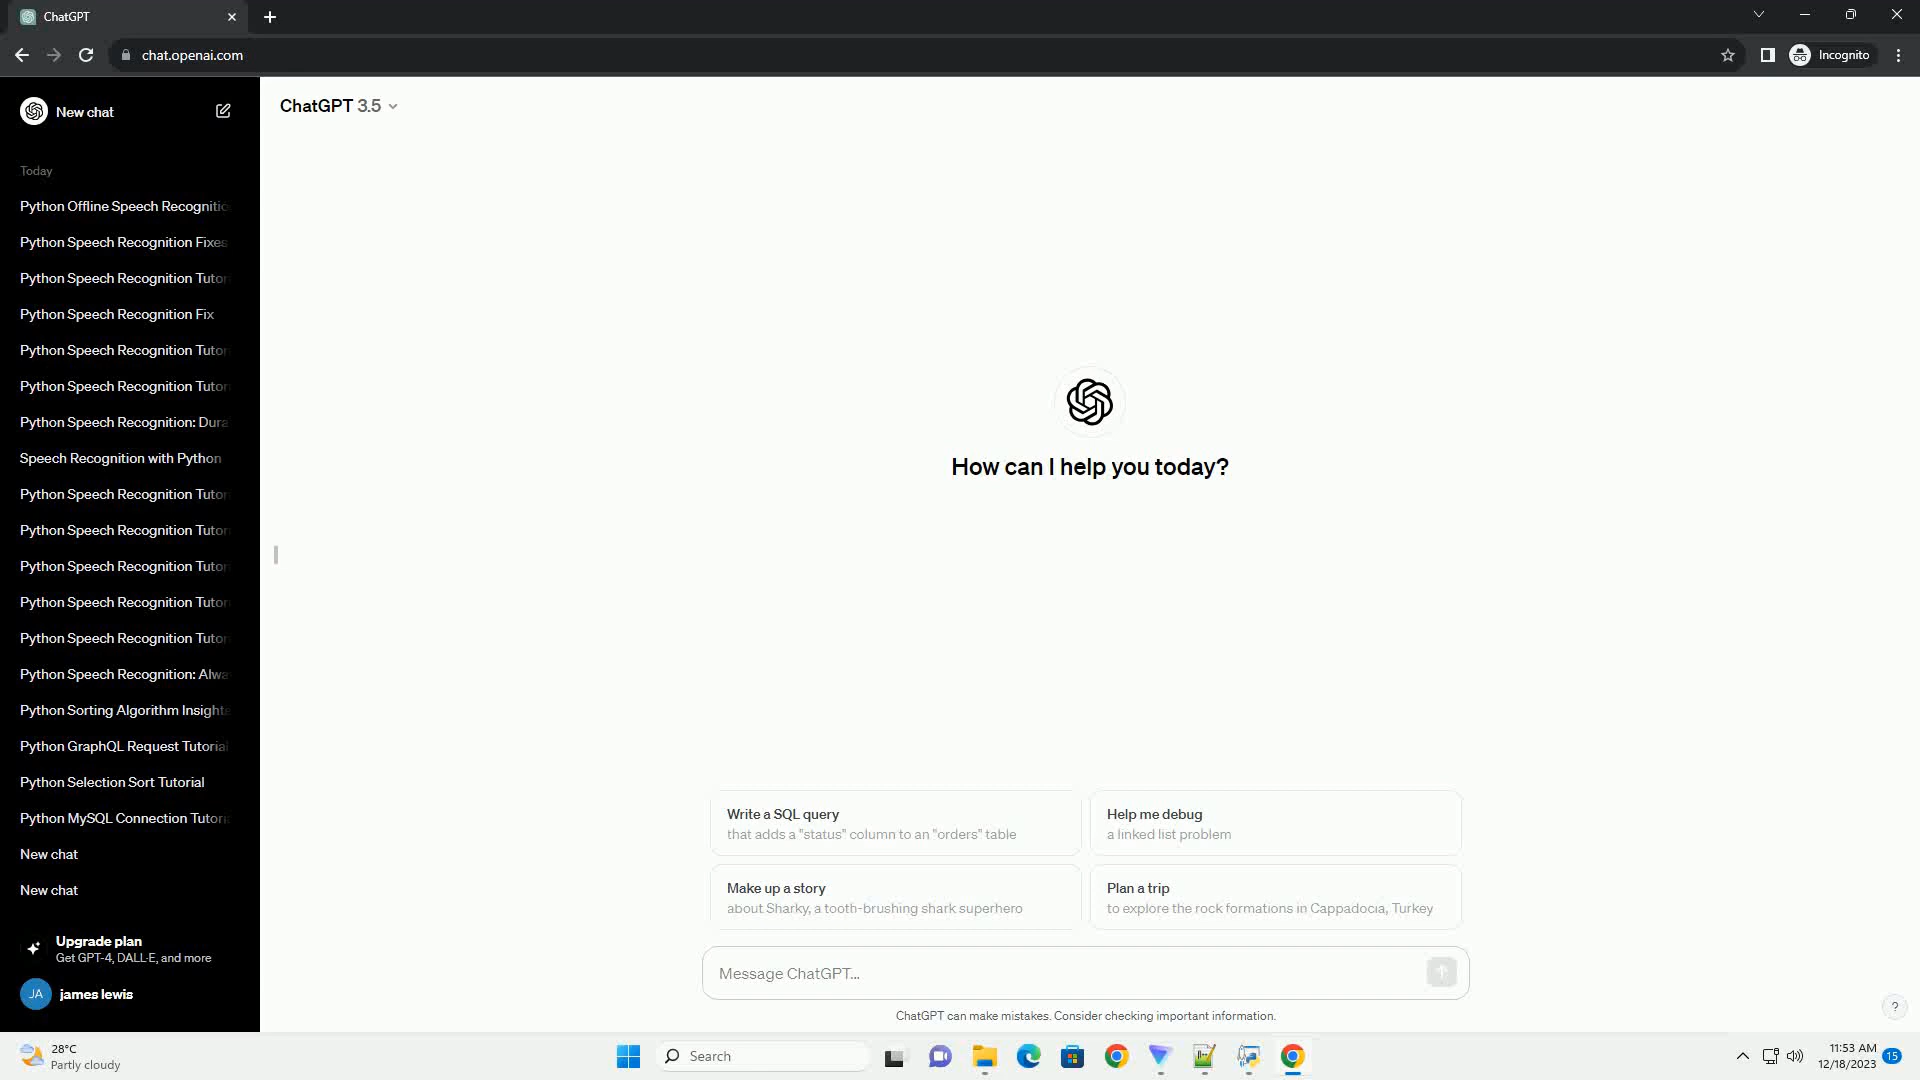 ChatGPT
chat.openai.com
Incognito
New chat
ChatGPT 3.5
Today
Python Offline Speech Recognitio
Python Speech Recognition Fixes
Python Speech Recognition Tutor
Python Speech Recognition Fix
Python Speech Recognition Tutor
Python Speech Recognition Tutor
Python Speech Recognition: Dura
Speech Recognition with Python
Python Speech Recognition Tutor
Python Speech Recognition Tutor
Python Speech Recognition Tutor
Python Speech Recognition Tutor
Python Speech Recognition Tutor
Python Speech Recognition: Alwa
Python Sorting Algorithm Insights
Python GraphQL Request Tutorial
Python Selection Sort Tutorial
Python MySQL Connection Tutoria
New chat
New chat
Upgrade plan
Get GPT-4, DALL·E, and more
JA james lewis
How can I help you today?
Write a SQL query
that adds a "status" column to an "orders" table
Help me debug
a linked list problem
Make up a story
about Sharky, a tooth-brushing shark superhero
Plan a trip
to explore the rock formations in Cappadocia, Turkey
Message ChatGPT...
ChatGPT can make mistakes. Consider checking important information.
?
28°C
Partly cloudy
Search
11:53 AM
12/18/2023
15